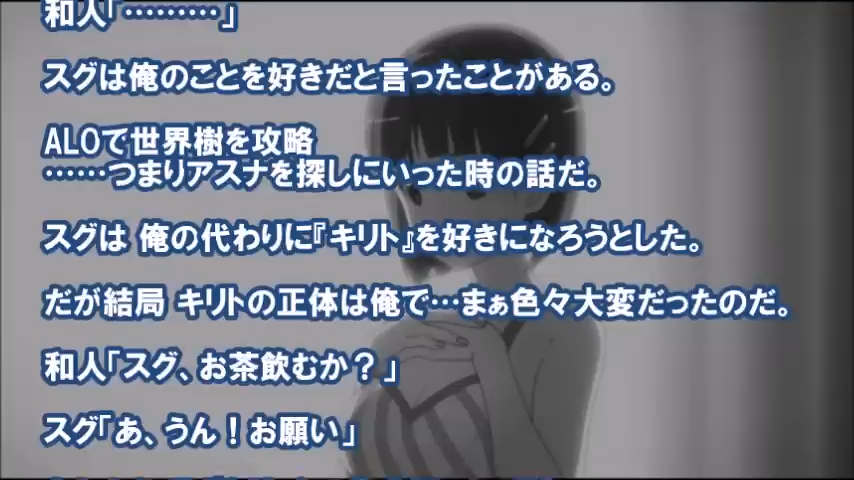 和人「………」
スグは俺のことを好きだと言ったことがある。
ALOで世界樹を攻略
……つまりアスナを探しにいった時の話だ。
スグは 俺の代わりに『キリト』を好きになろうとした。
だが結局 キリトの正体は俺で…まぁ色々大変だったのだ。
和人「スグ、お茶飲むか？」
スグ「あ、うん！お願い」